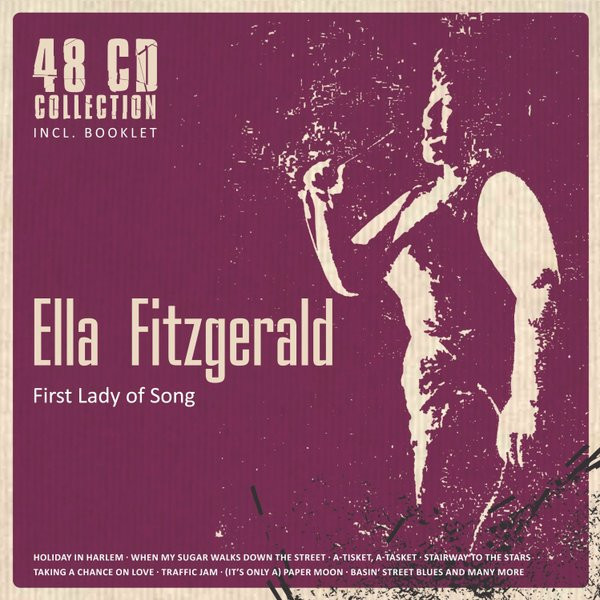 48 CD
COLLECTION
INCL. BOOKLET
Ella Fitzgerald
First Lady of Song
HOLIDAY IN HARLEM · WHEN MY SUGAR WALKS DOWN THE STREET · A-TISKET, A-TASKET · STAIRWAY TO THE STARS
TAKING A CHANCE ON LOVE · TRAFFIC JAM · (IT'S ONLY A) PAPER MOON · BASIN' STREET BLUES AND MANY MORE